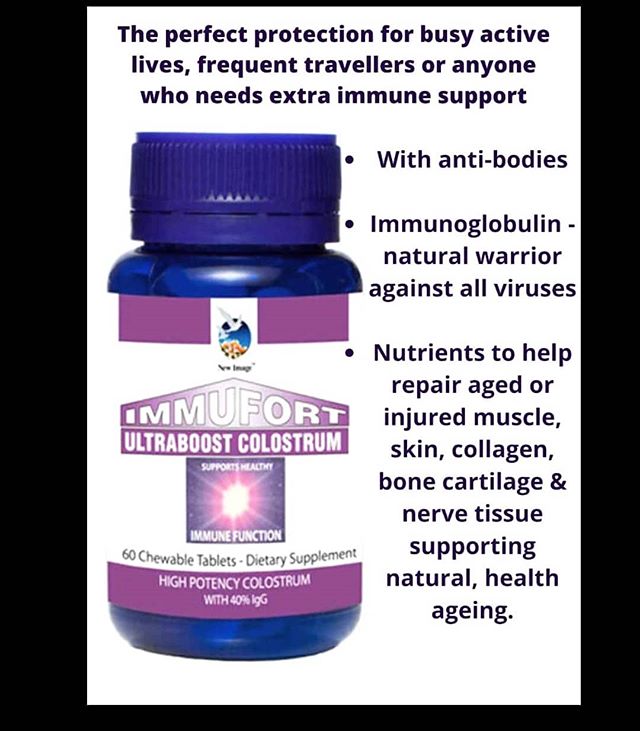 The perfect protection for busy active
lives, frequent travellers or anyone
who needs extra immune support
• With anti-bodies
• Immunoglobulin -
natural warrior
against all viruses
• Nutrients to help
repair aged or
injured muscle,
skin, collagen,
bone cartilage &
nerve tissue
supporting
natural, health
ageing.
New Image™
IMMUFORT
ULTRABOOST COLOSTRUM
SUPPORTS HEALTHY
IMMUNE FUNCTION
60 Chewable Tablets - Dietary Supplement
HIGH POTENCY COLOSTRUM
WITH 40% IgG